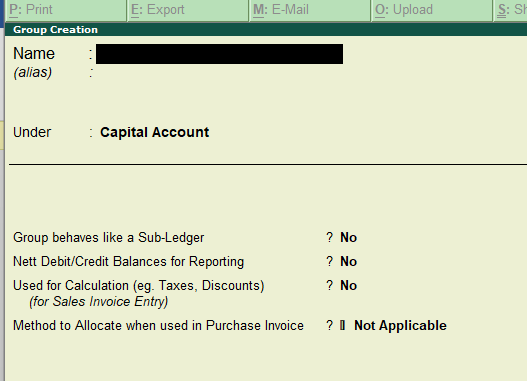 P: Print E: Export M: E-Mail O: Upload S:
Group Creation
Name :
(alias) :
Under : Capital Account
Group behaves like a Sub-Ledger ? No
Nett Debit/Credit Balances for Reporting ? No
Used for Calculation (eg. Taxes, Discounts) ? No
(for Sales Invoice Entry)
Method to Allocate when used in Purchase Invoice ? Not Applicable